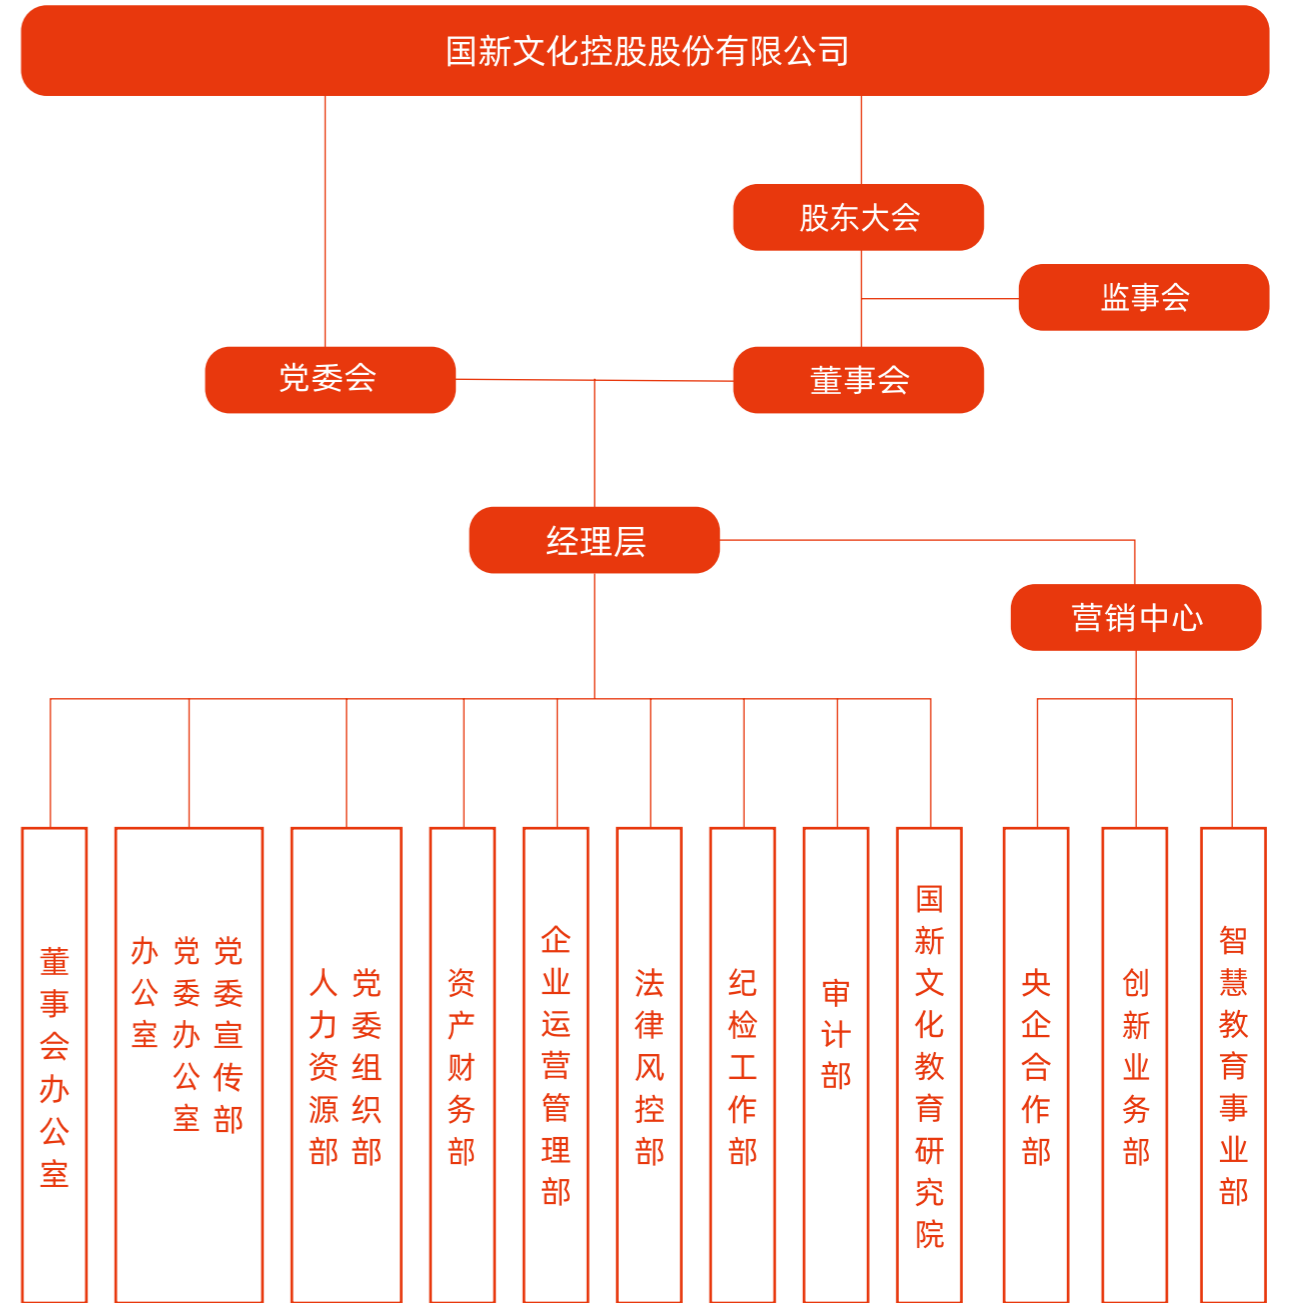 国新文化控股股份有限公司
股东大会
监事会
党委会
董事会
经理层
营销中心
董事会办公室
办公室
党委办公室
党委宣传部
人力资源部
党委组织部
资产财务部
企业运营管理部
法律风控部
纪检工作部
审计部
国新文化教育研究院
央企合作部
创新业务部
智慧教育事业部